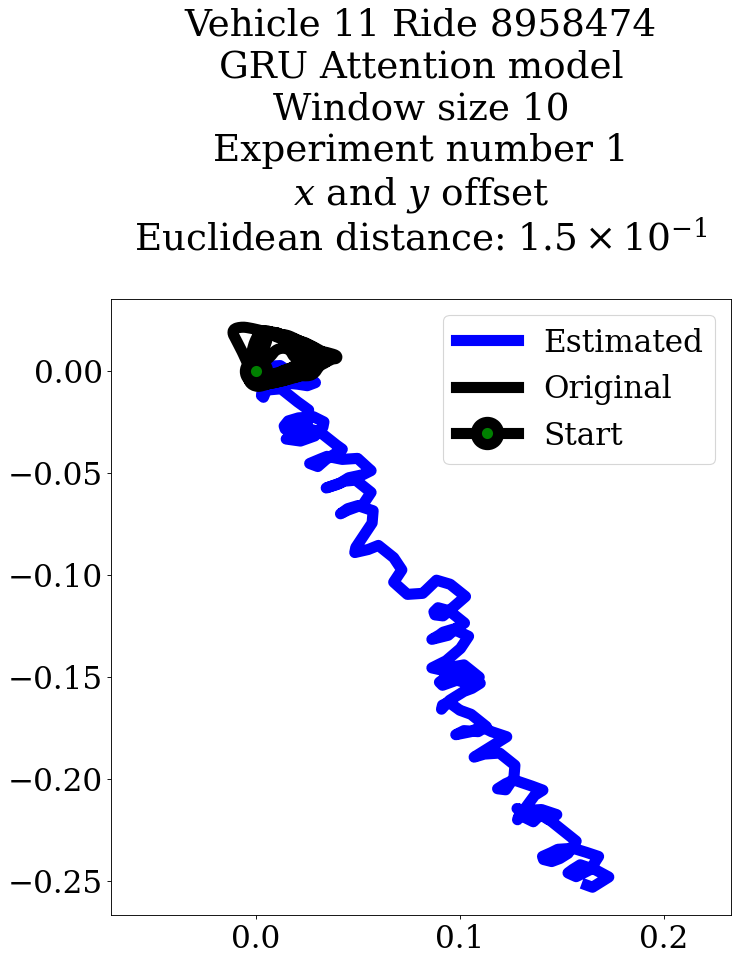 Vehicle 11 Ride 8958474
GRU Attention model
Window size 10
Experiment number 1
x and y offset
Euclidean distance: 1.5 × 10⁻¹
Estimated
Original
Start
0.00
−0.05
−0.10
−0.15
−0.20
−0.25
0.0
0.1
0.2